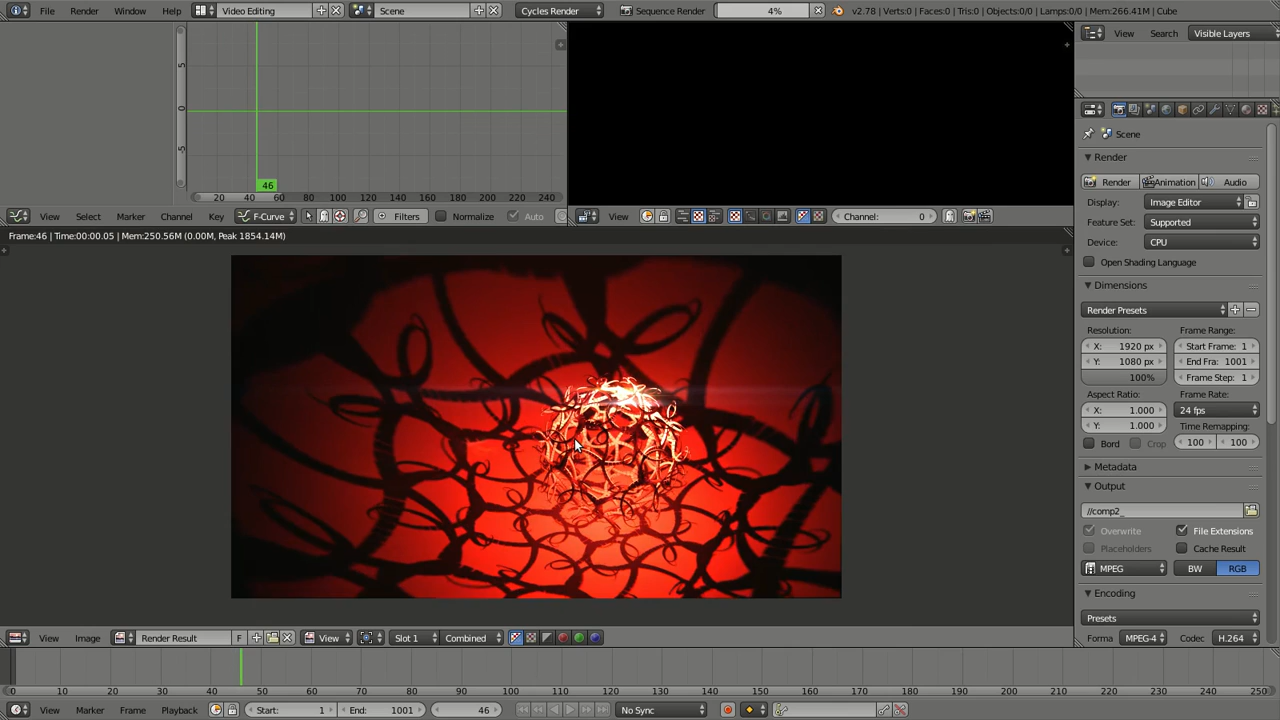 File Render Window Help Video Editing Scene Cycles Render Sequence Render 4% v2.78 | Verts:0 | Faces:0 | Tris:0 | Objects:0/0 | Lamps:0/0 | Mem:266.41M | Cube
View Search Visible Layers
5
0
-5
46
20 40 60 80 100 120 140 160 180 200 220 240
View Select Marker Channel Key F-Curve Filters Normalize Auto
View Channel: 0
Frame:46 | Time:00:00.05 | Mem:250.56M (0.00M, Peak 1854.14M)
Scene
Render
Render Animation Audio
Display: Image Editor
Feature Set: Supported
Device: CPU
Open Shading Language
Dimensions
Render Presets
Resolution: Frame Range:
X: 1920 px Start Frame: 1
Y: 1080 px End Fra: 1001
100% Frame Step: 1
Aspect Ratio: Frame Rate:
X: 1.000 24 fps
Y: 1.000 Time Remapping:
Bord Crop 100 100
Metadata
Output
//comp2_
Overwrite File Extensions
Placeholders Cache Result
MPEG BW RGB
Encoding
Presets
Forma MPEG-4 Codec H.264
View Image Render Result F View Slot 1 Combined
0 10 20 30 40 50 60 70 80 90 100 110 120 130 140 150 160 170 180 190 200 210 220 230 240 250
View Marker Frame Playback Start: 1 End: 1001 46 No Sync